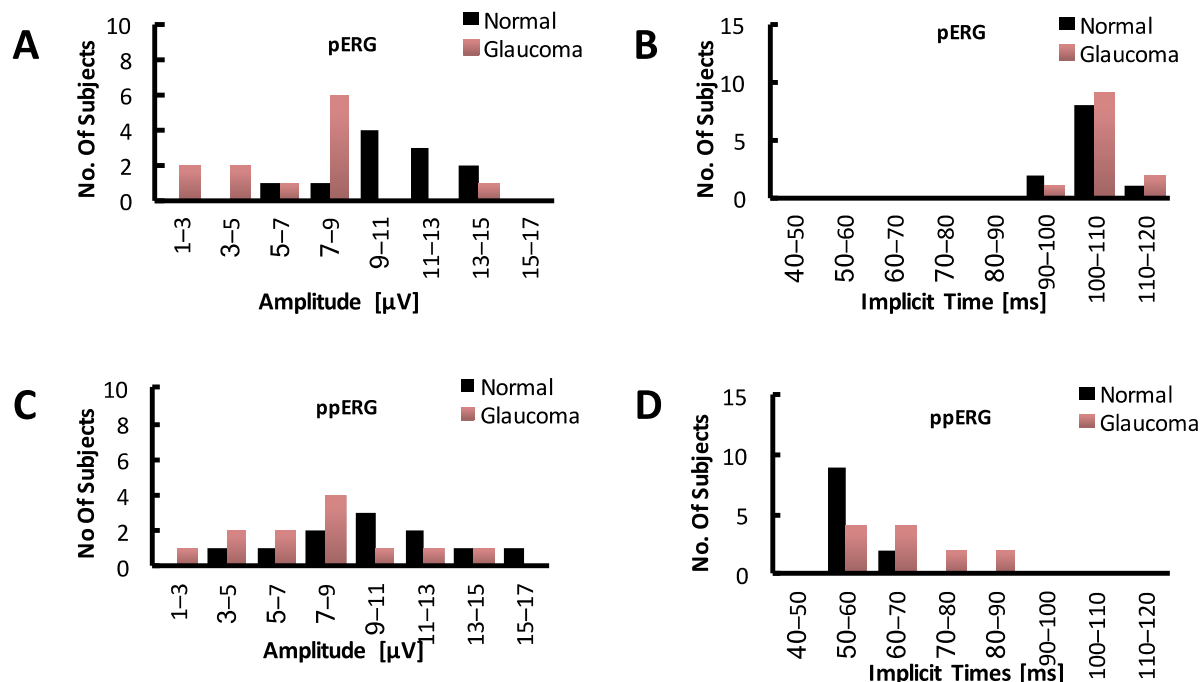 A
pERG
Normal
Glaucoma
No. Of Subjects
10
8
6
4
2
0
1–3
3–5
5–7
7–9
9–11
11–13
13–15
15–17
Amplitude [µV]
B
pERG
Normal
Glaucoma
No. Of Subjects
15
10
5
0
40–50
50–60
60–70
70–80
80–90
90–100
100–110
110–120
Implicit Time [ms]
C
ppERG
Normal
Glaucoma
No Of Subjects
10
8
6
4
2
0
1–3
3–5
5–7
7–9
9–11
11–13
13–15
15–17
Amplitude [µV]
D
ppERG
Normal
Glaucoma
No. Of Subjects
15
10
5
0
40–50
50–60
60–70
70–80
80–90
90–100
100–110
110–120
Implicit Times [ms]